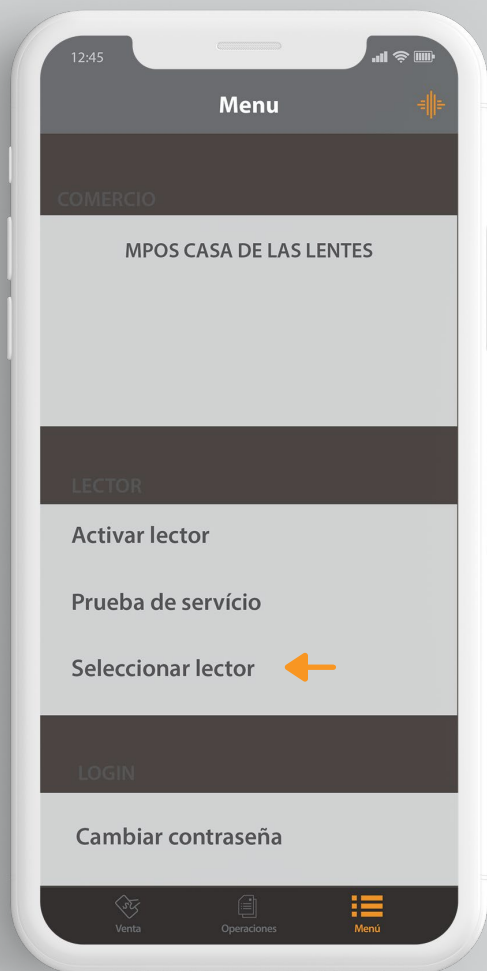 12:45
Menu
COMERCIO
MPOS CASA DE LAS LENTES
LECTOR
Activar lector
Prueba de servício
Seleccionar lector
LOGIN
Cambiar contraseña
Venta
Operaciones
Menú